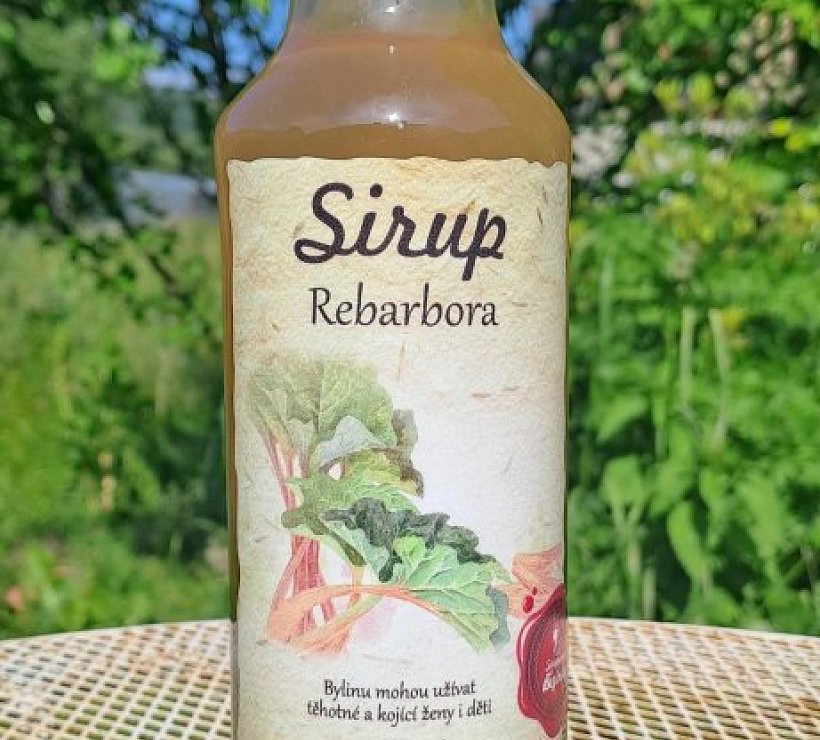 Sirup
Rebarbora
Bylinu mohou užívat
těhotné a kojící ženy i děti